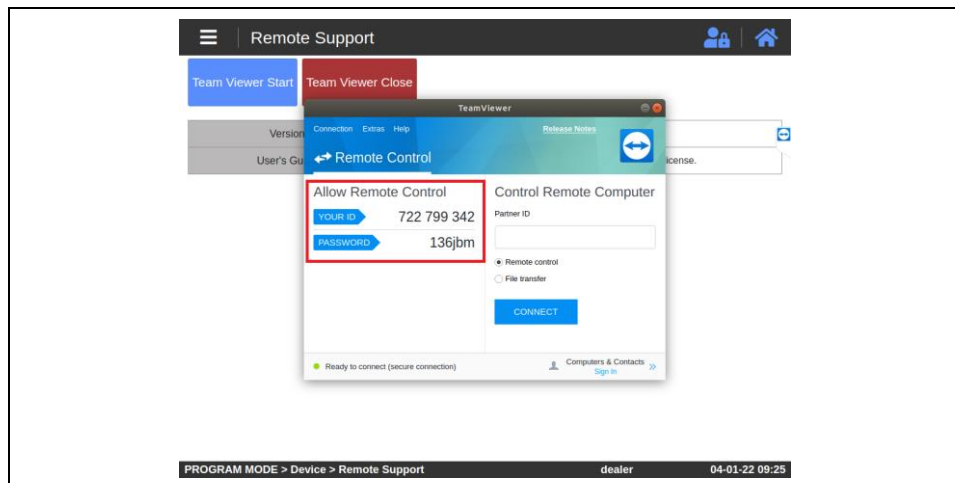 Remote Support
Team Viewer Start
Team Viewer Close
TeamViewer
Version
Connection Extras Help
Release Notes
User's Gu
Remote Control
icense.
Allow Remote Control
YOUR ID 722 799 342
PASSWORD 136jbm
Control Remote Computer
Partner ID
Remote control
File transfer
CONNECT
Ready to connect (secure connection)
Computers & Contacts
Sign In
PROGRAM MODE > Device > Remote Support dealer 04-01-22 09:25